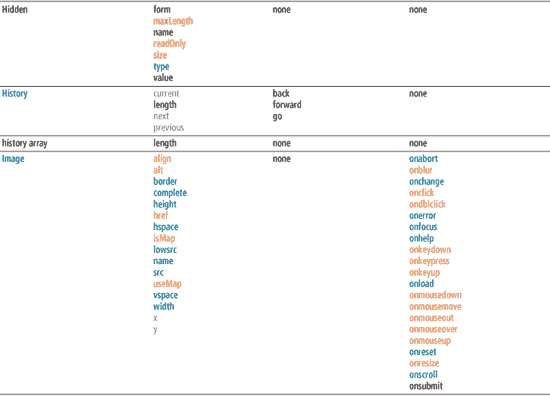 Hidden form none none
maxLength
name
readOnly
size
type
value
History current back none
length forward
next go
previous
history array length none none
Image align none onabort
alt onblur
border onchange
complete onclick
height ondblclick
href onerror
hspace onfocus
isMap onhelp
lowsrc onkeydown
name onkeypress
src onkeyup
useMap onload
vspace onmousedown
width onmousemove
x onmouseout
y onmouseover
onmouseup
onreset
onresize
onscroll
onsubmit